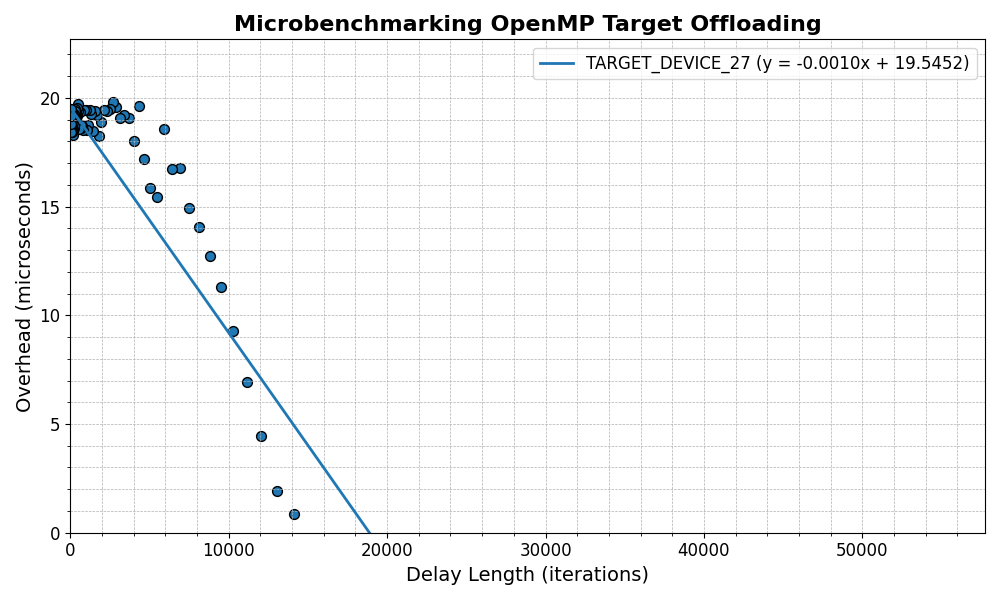 Microbenchmarking OpenMP Target Offloading
TARGET_DEVICE_27 (y = -0.0010x + 19.5452)
Overhead (microseconds)
20
15
10
5
0
0 10000 20000 30000 40000 50000
Delay Length (iterations)